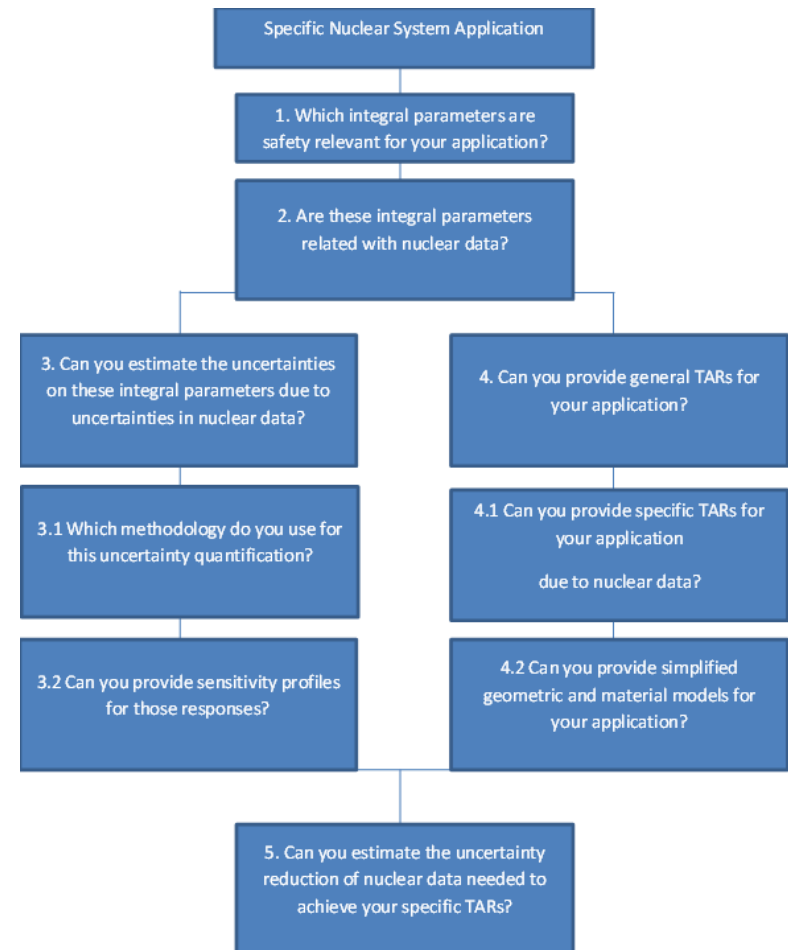 Specific Nuclear System Application
1. Which integral parameters are
safety relevant for your application?
2. Are these integral parameters
related with nuclear data?
3. Can you estimate the uncertainties
on these integral parameters due to
uncertainties in nuclear data?
3.1 Which methodology do you use for
this uncertainty quantification?
3.2 Can you provide sensitivity profiles
for those responses?
4. Can you provide general TARs for
your application?
4.1 Can you provide specific TARs for
your application
due to nuclear data?
4.2 Can you provide simplified
geometric and material models for
your application?
5. Can you estimate the uncertainty
reduction of nuclear data needed to
achieve your specific TARs?